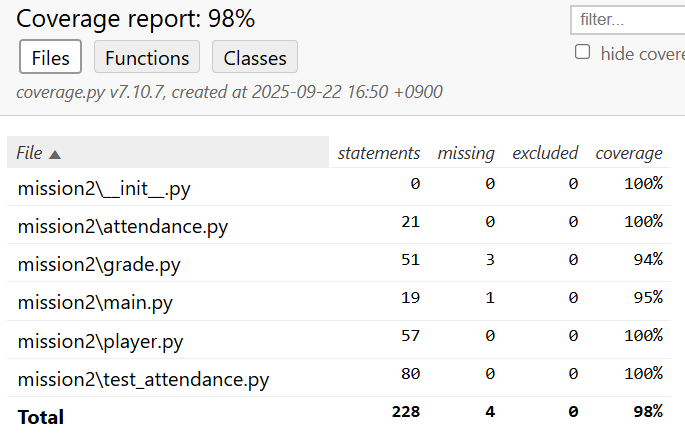 Coverage report: 98%
filter...
Files Functions Classes
hide covere
coverage.py v7.10.7, created at 2025-09-22 16:50 +0900
File ▲ statements missing excluded coverage
mission2\__init__.py 0 0 0 100%
mission2\attendance.py 21 0 0 100%
mission2\grade.py 51 3 0 94%
mission2\main.py 19 1 0 95%
mission2\player.py 57 0 0 100%
mission2\test_attendance.py 80 0 0 100%
Total 228 4 0 98%